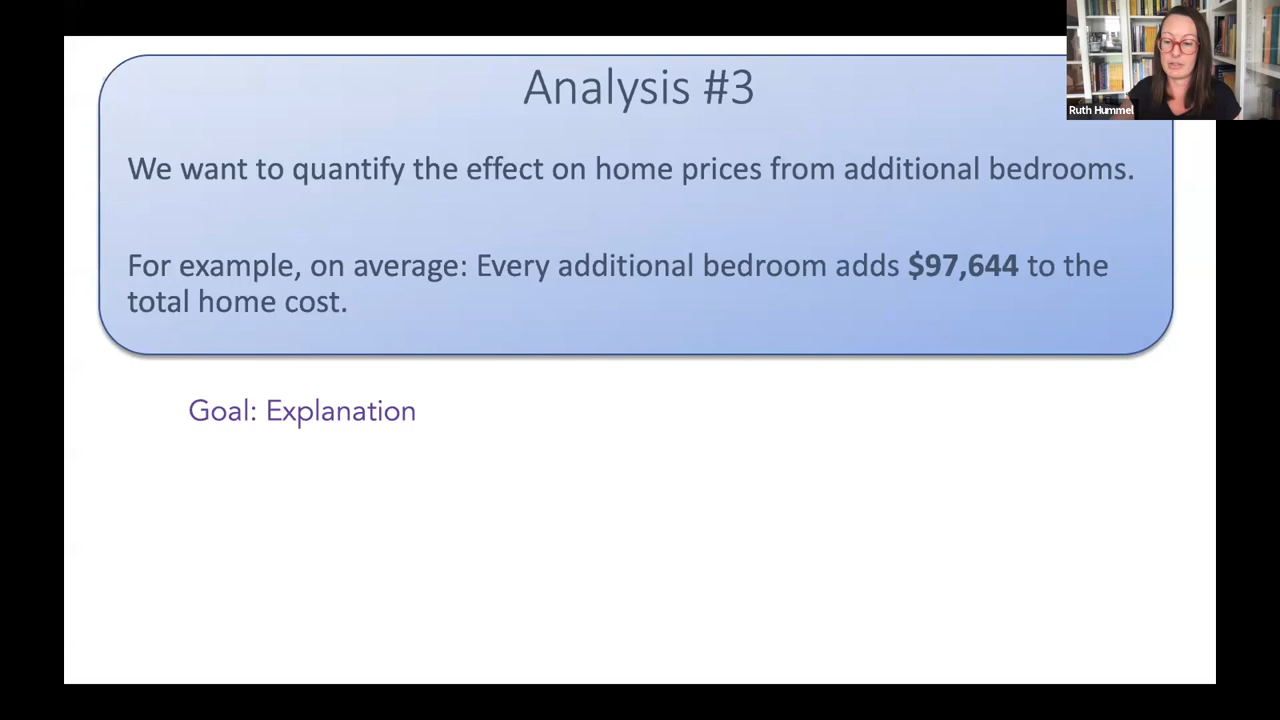 Analysis #3
Ruth Hummel
We want to quantify the effect on home prices from additional bedrooms.
For example, on average: Every additional bedroom adds $97,644 to the
total home cost.
Goal: Explanation